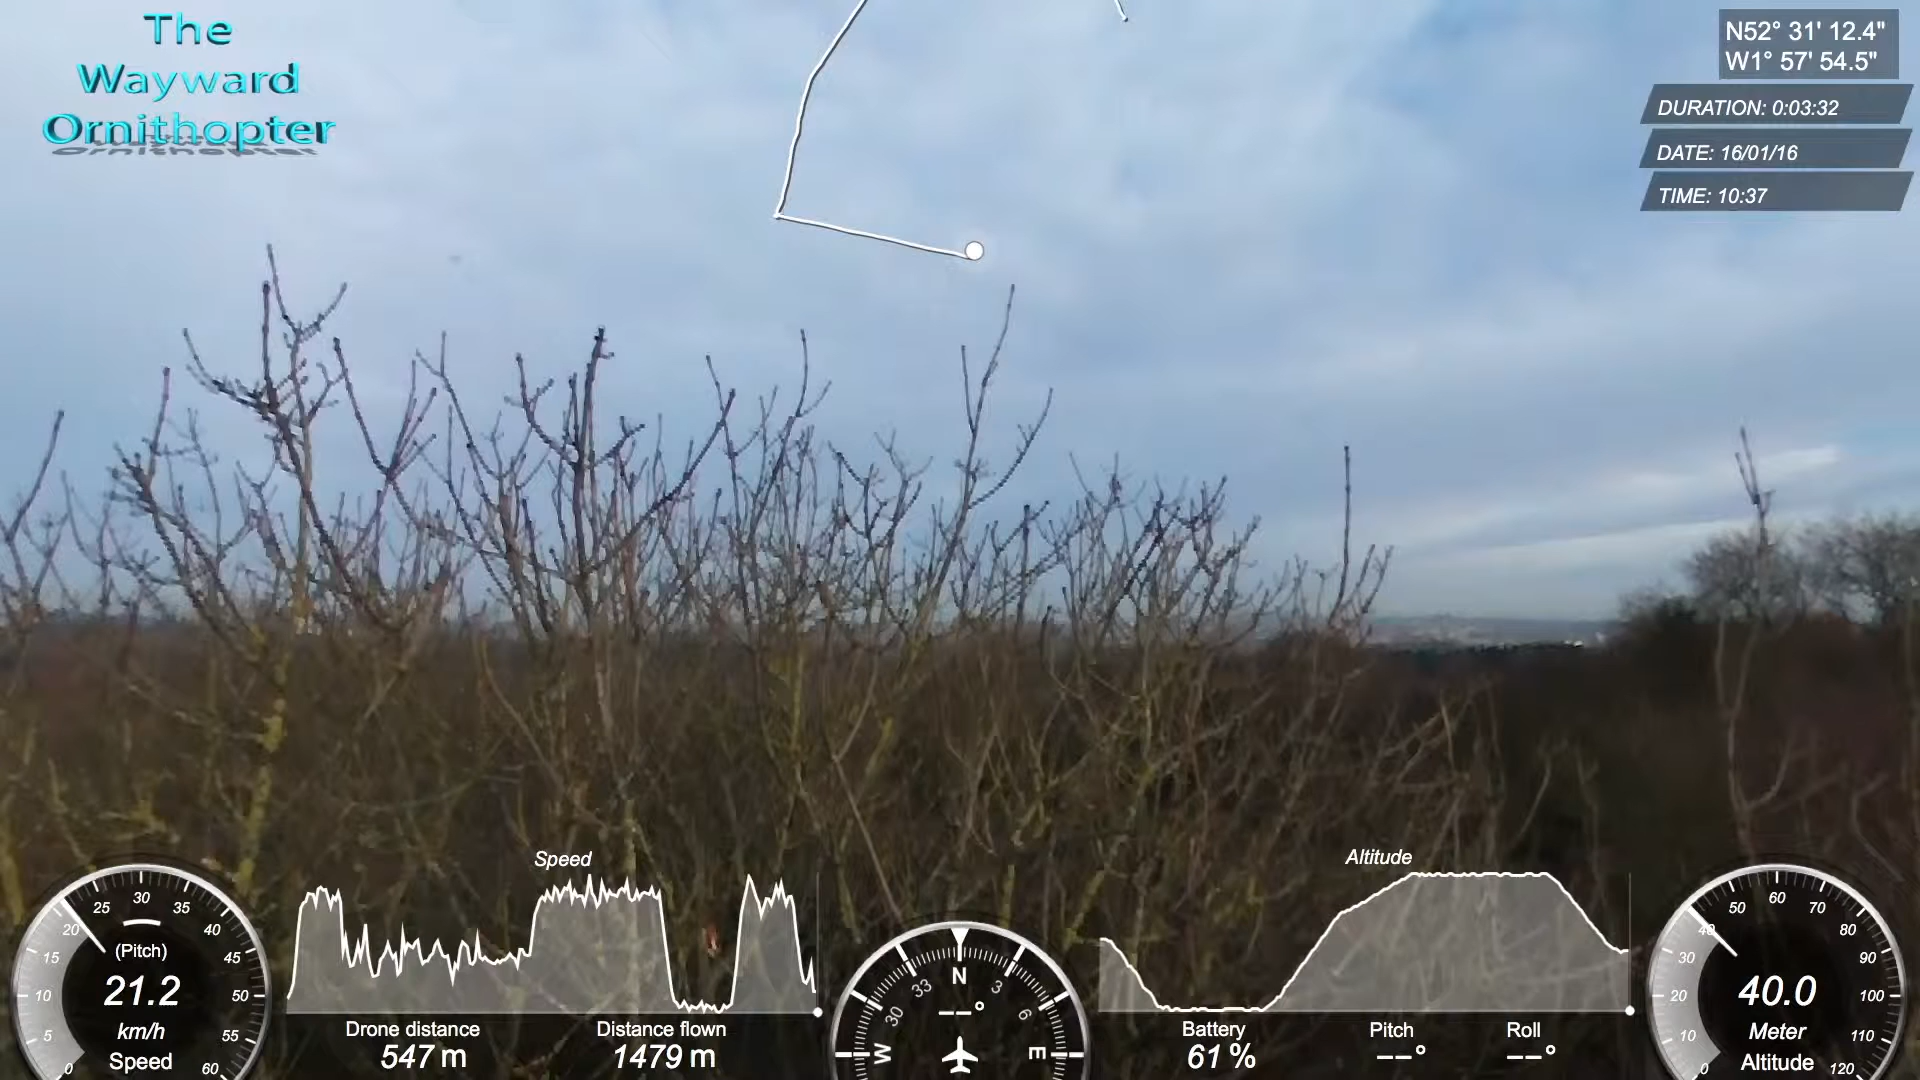 The
Wayward
Ornithopter
N52° 31' 12.4"
W1° 57' 54.5"
DURATION: 0:03:32
DATE: 16/01/16
TIME: 10:37
0
5
10
15
20
25
30
35
40
45
50
55
60
(Pitch)
21.2
km/h
Speed
Speed
Drone distance
547 m
Distance flown
1479 m
W
30
33
N
3
6
E
--°
Altitude
Battery
61 %
Pitch
--°
Roll
--°
0
10
20
30
40
50
60
70
80
90
100
110
120
40.0
Meter
Altitude